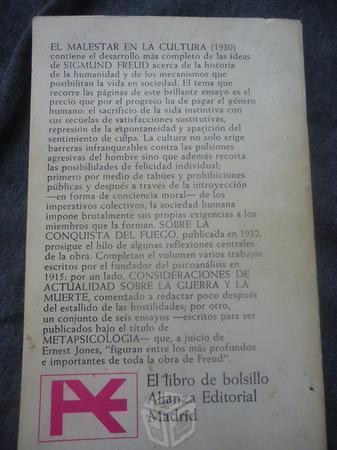 EL MALESTAR EN LA CULTURA (1930)
contiene el desarrollo más completo de las ideas
de SIGMUND FREUD acerca de la historia
de la humanidad y de los mecanismos que
posibilitan la vida en sociedad. El tema que
recorre las páginas de este brillante ensayo es el
precio que por el progreso ha de pagar el género
humano: el sacrificio de la vida instintiva con
sus secuelas de satisfacciones sustitutivas,
represión de la espontaneidad y aparición del
sentimiento de culpa. La cultura no solo erige
barreras infranqueables contra las pulsiones
agresivas del hombre sino que además recorta
las posibilidades de felicidad individual;
primero por medio de tabúes y prohibiciones
públicas y después a través de la introyección
—en forma de conciencia moral— de los
imperativos colectivos, la sociedad humana
impone brutalmente sus propias exigencias a los
miembros que la forman. SOBRE LA
CONQUISTA DEL FUEGO, publicada en 1932,
prosigue el hilo de algunas reflexiones centrales
de la obra. Completan el volumen varios trabajos
escritos por el fundador del psicoanálisis en
1915: por un lado, CONSIDERACIONES DE
ACTUALIDAD SOBRE LA GUERRA Y LA
MUERTE, comenzado a redactar poco después
del estallido de las hostilidades; por otro,
un conjunto de seis ensayos —escritos para ser
publicados bajo el título de
METAPSICOLOGIA— que, a juicio de
Ernest Jones, "figuran entre los más profundos
e importantes de toda la obra de Freud".
El libro de bolsillo
Alianza Editorial
Madrid